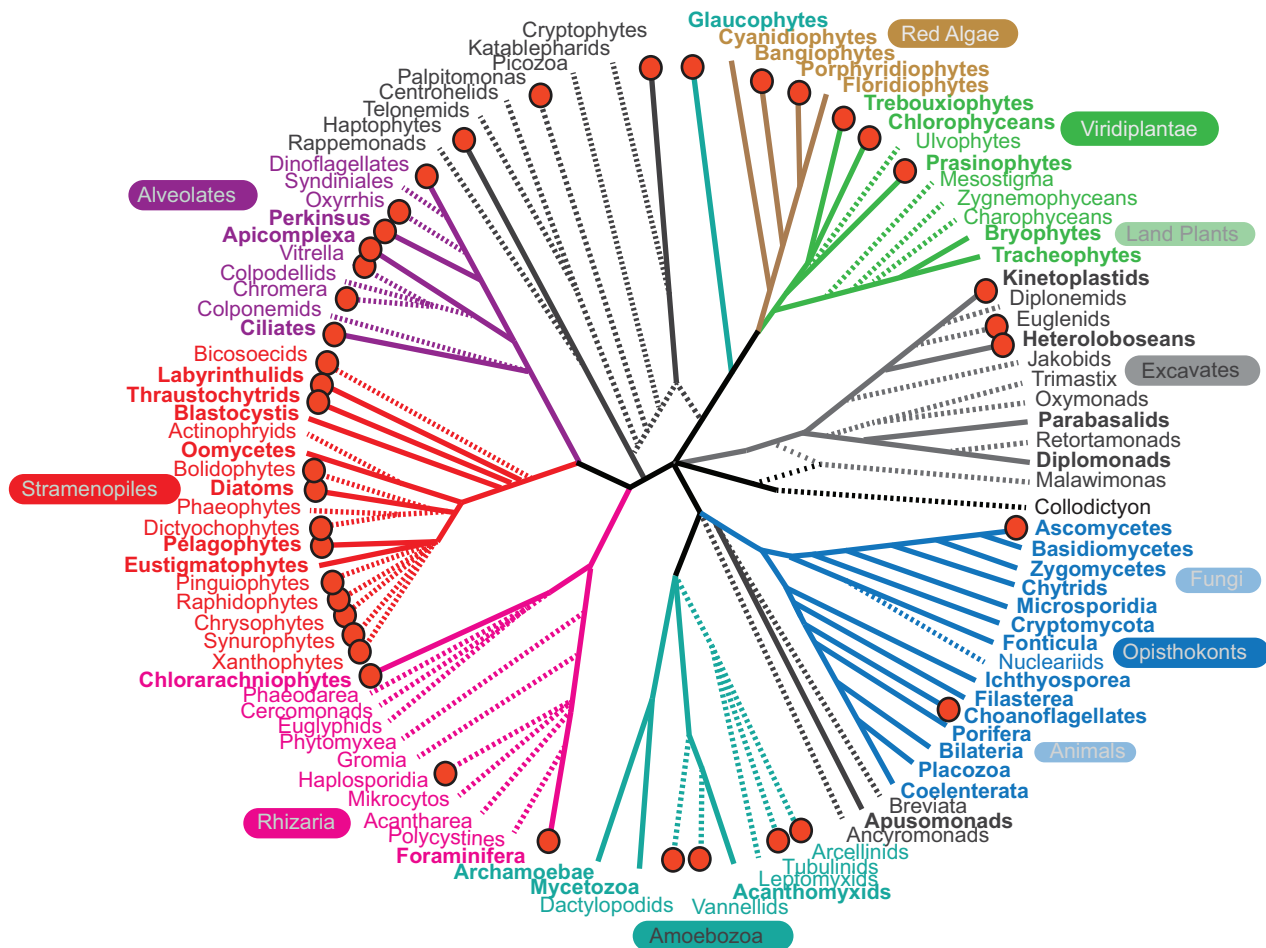 Glaucophytes
Cryptophytes
Cyanidiophytes
Red Algae
Katablepharids
Bangiophytes
Picozoa
Porphyridiophytes
Palpitomonas
Floridiophytes
Centrohelids
Trebouxiophytes
Telonemids
Chlorophyceans
Viridiplantae
Haptophytes
Ulvophytes
Rappemonads
Prasinophytes
Dinoflagellates
Mesostigma
Syndiniales
Alveolates
Zygnemophyceans
Oxyrrhis
Charophyceans
Perkinsus
Bryophytes
Land Plants
Apicomplexa
Tracheophytes
Vitrella
Kinetoplastids
Colpodellids
Chromera
Diplonemids
Colponemids
Euglenids
Ciliates
Heteroloboseans
Bicosoecids
Jakobids
Excavates
Labyrinthulids
Trimastix
Thraustochytrids
Oxymonads
Blastocystis
Parabasalids
Actinophryids
Retortamonads
Oomycetes
Diplomonads
Bolidophytes
Malawimonas
Stramenopiles
Diatoms
Phaeophytes
Collodictyon
Dictyochophytes
Ascomycetes
Pelagophytes
Basidiomycetes
Eustigmatophytes
Zygomycetes
Fungi
Pinguiophytes
Chytrids
Raphidophytes
Microsporidia
Chrysophytes
Cryptomycota
Synurophytes
Fonticula
Opisthokonts
Xanthophytes
Nucleariids
Chlorarachniophytes
Ichthyosporea
Phaeodarea
Filasterea
Cercomonads
Choanoflagellates
Euglyphids
Porifera
Phytomyxea
Bilateria
Animals
Gromia
Placozoa
Haplosporidia
Coelenterata
Mikrocytos
Breviata
Rhizaria
Acantharea
Apusomonads
Polycystines
Ancyromonads
Foraminifera
Arcellinids
Archamoebae
Tubulinids
Mycetozoa
Leptomyxids
Acanthomyxids
Dactylopodids
Vannellids
Amoebozoa